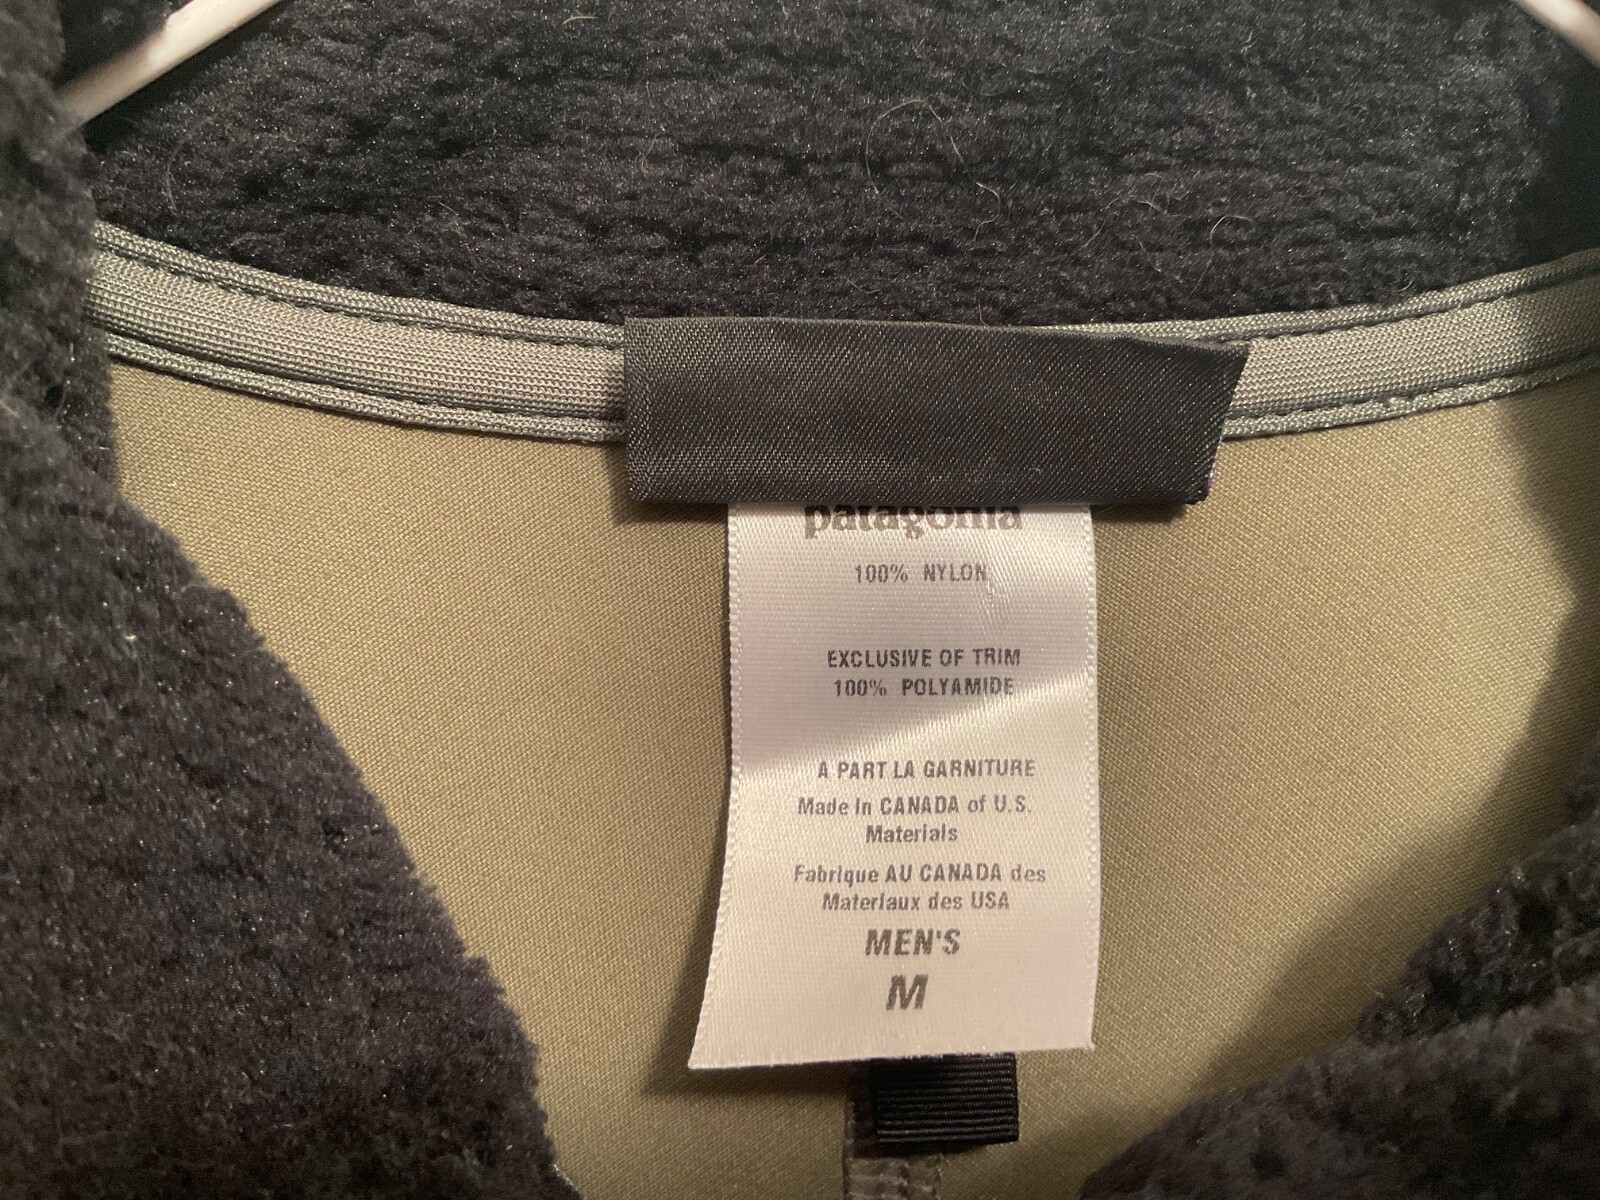 patagonia
100% NYLON
EXCLUSIVE OF TRIM
100% POLYAMIDE
A PART LA GARNITURE
Made In CANADA of U.S.
Materials
Fabrique AU CANADA des
Materiaux des USA
MEN'S
M